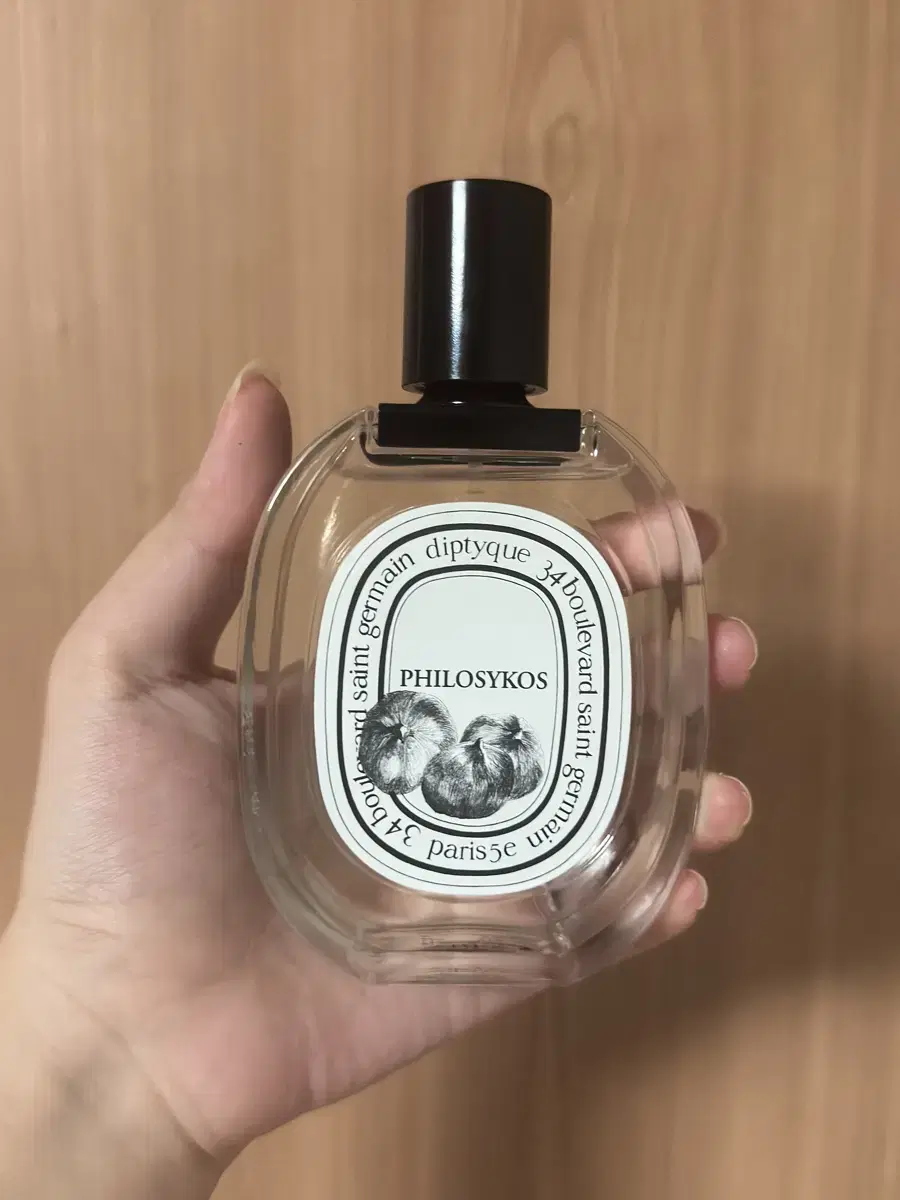 diptyque
34 boulevard saint germain
PHILOSYKOS
34 boulevard saint germain
paris 5e